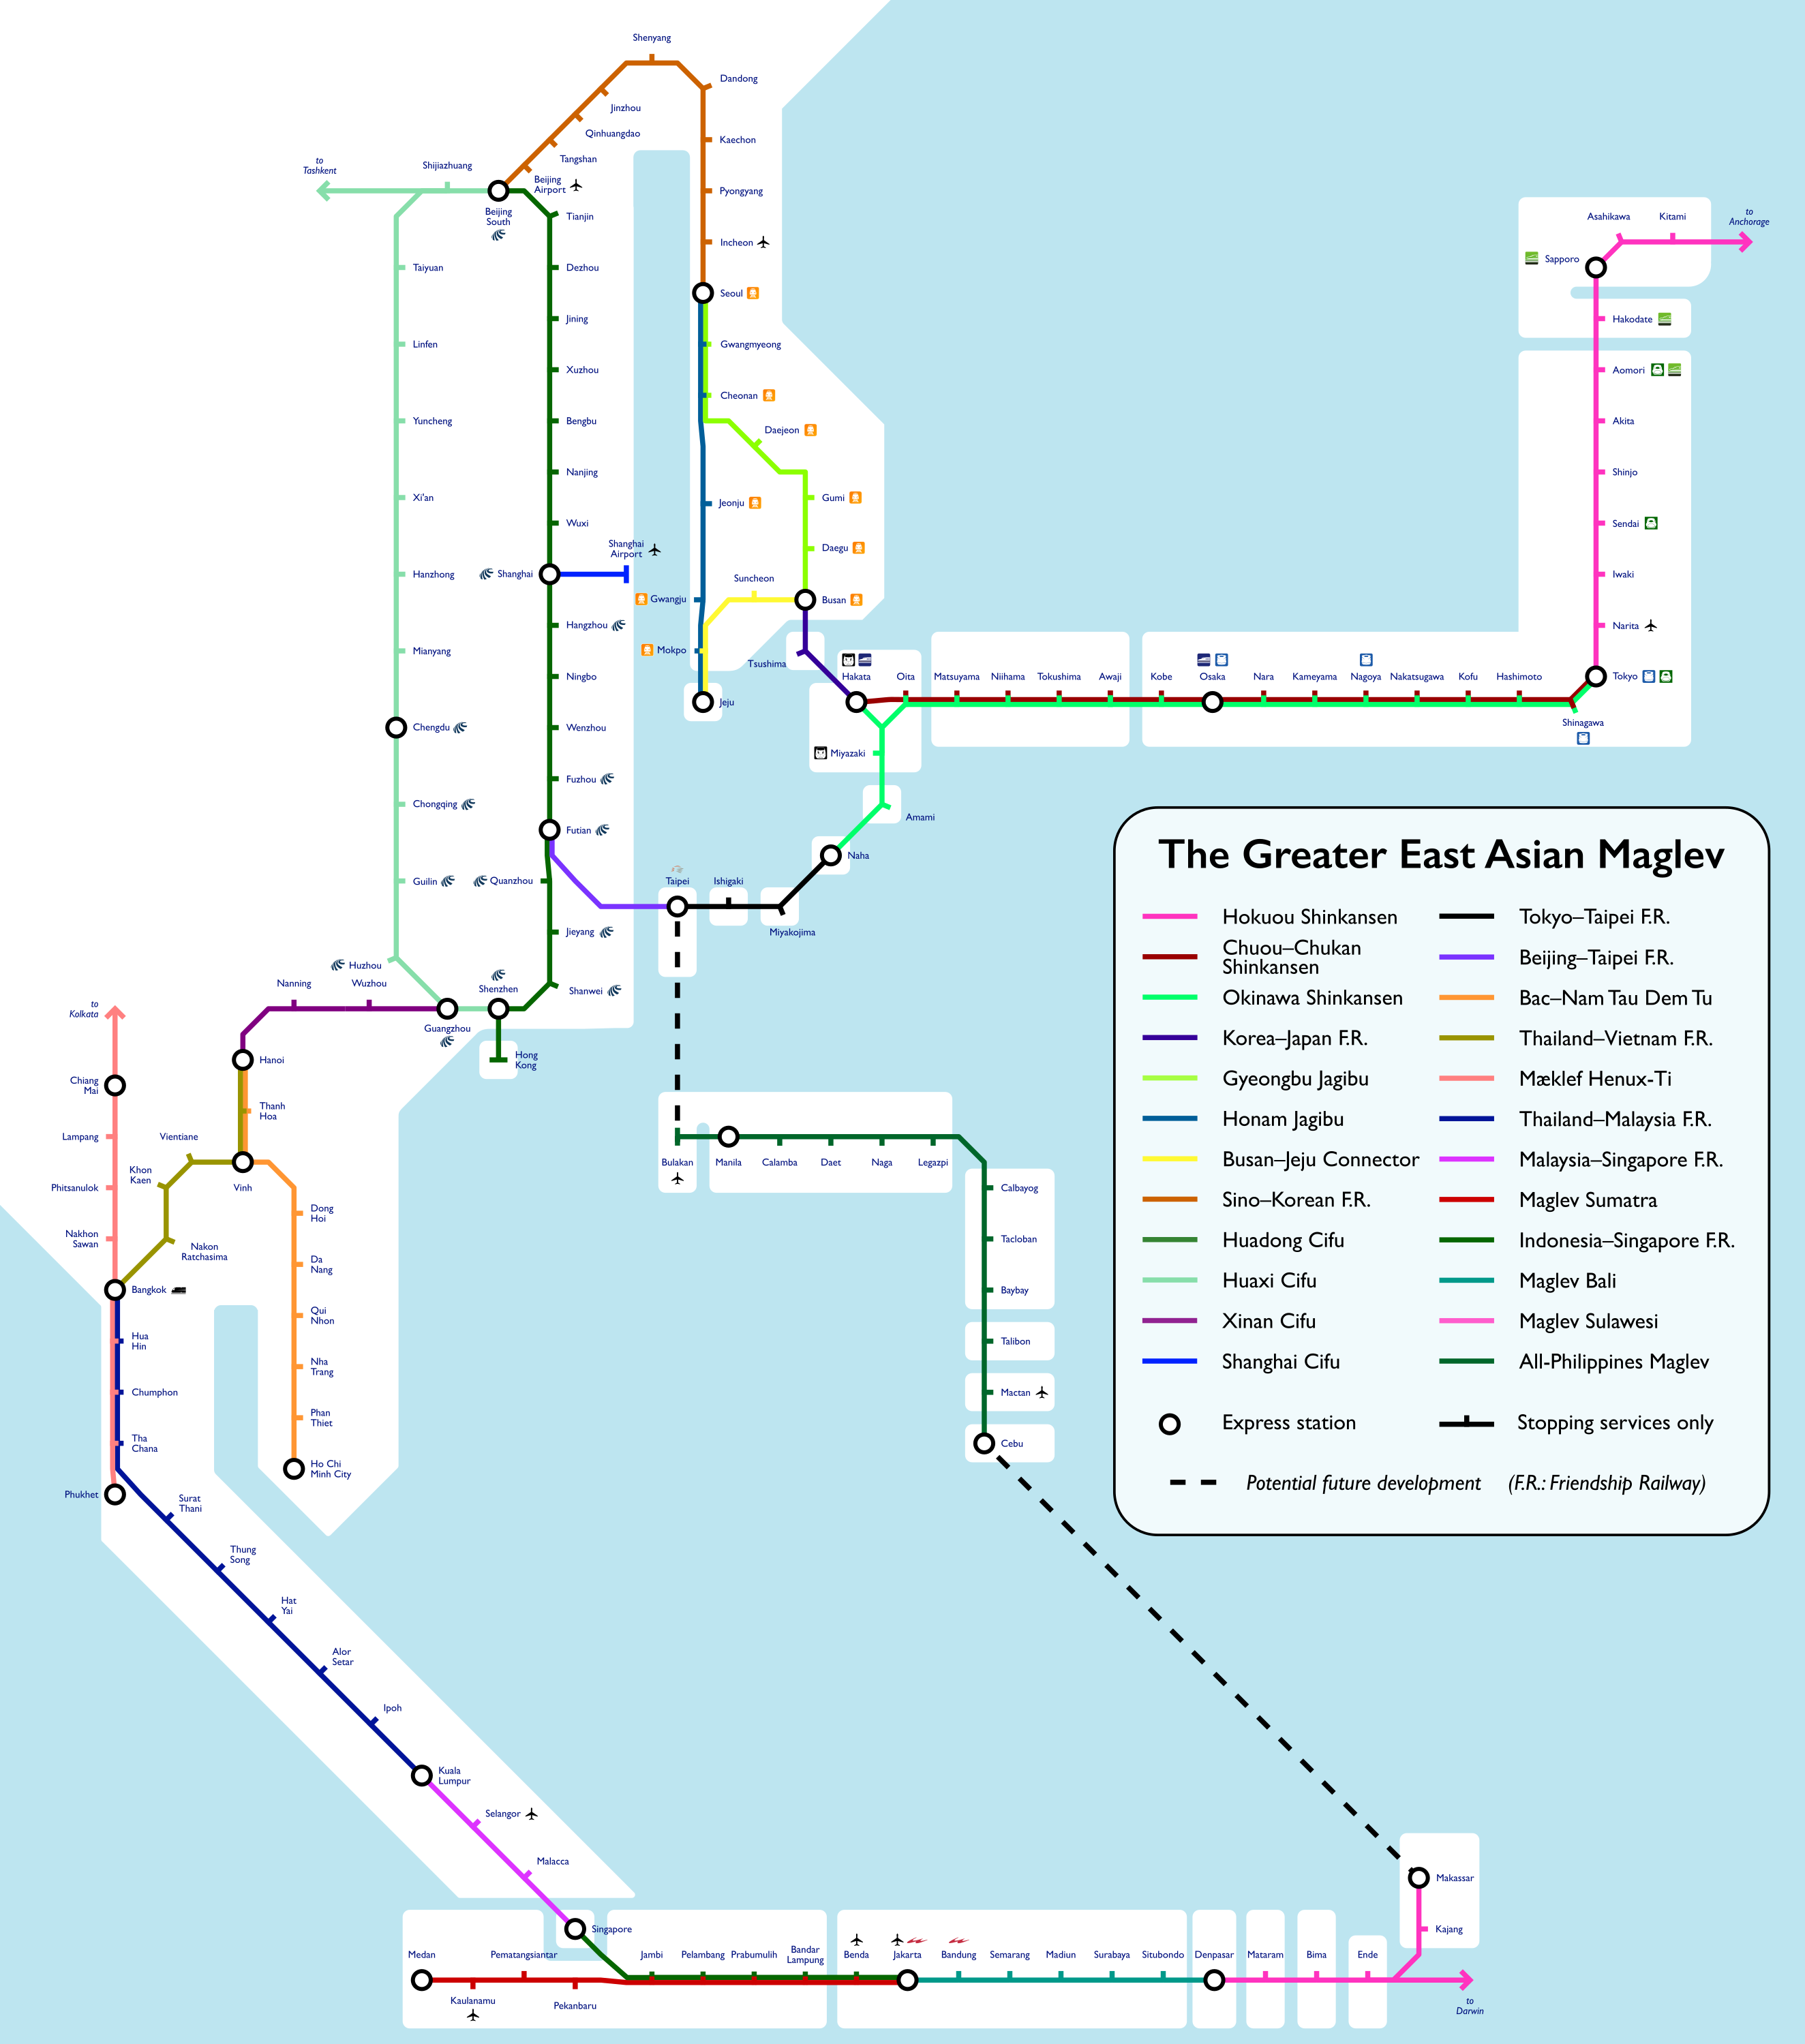 Shenyang
Dandong
Jinzhou
Qinhuangdao
Kaechon
Tangshan
to
Tashkent
Shijiazhuang
Beijing
Airport
Pyongyang
Beijing
South
Tianjin
Incheon
Taiyuan
Dezhou
Seoul
Jining
Linfen
Gwangmyeong
Xuzhou
Cheonan
Yuncheng
Bengbu
Daejeon
Nanjing
Xi'an
Jeonju
Gumi
Wuxi
Shanghai
Airport
Daegu
Hanzhong
Shanghai
Suncheon
Gwangju
Busan
Hangzhou
Mianyang
Mokpo
Tsushima
Ningbo
Jeju
Chengdu
Wenzhou
Fuzhou
Chongqing
Futian
Guilin
Quanzhou
Jieyang
Huzhou
Shanwei
Shenzhen
Nanning
Wuzhou
Guangzhou
Hong
Kong
Asahikawa
Kitami
to
Anchorage
Sapporo
Hakodate
Aomori
Akita
Shinjo
Sendai
Iwaki
Narita
Tokyo
Hakata
Oita
Matsuyama
Niihama
Tokushima
Awaji
Kobe
Osaka
Nara
Kameyama
Nagoya
Nakatsugawa
Kofu
Hashimoto
Shinagawa
Miyazaki
Amami
Naha
Taipei
Ishigaki
Miyakojima
to
Kolkata
Chiang
Mai
Hanoi
Thanh
Hoa
Lampang
Vientiane
Khon
Kaen
Phitsanulok
Vinh
Nakhon
Sawan
Nakon
Ratchasima
Dong
Hoi
Da
Nang
Bangkok
Qui
Nhon
Hua
Hin
Nha
Trang
Chumphon
Phan
Thiet
Tha
Chana
Ho Chi
Minh City
Phukhet
Surat
Thani
Thung
Song
Hat
Yai
Alor
Setar
Ipoh
Kuala
Lumpur
Selangor
Malacca
Singapore
Bulakan
Manila
Calamba
Daet
Naga
Legazpi
Calbayog
Tacloban
Baybay
Talibon
Mactan
Cebu
The Greater East Asian Maglev
Hokuou Shinkansen
Tokyo–Taipei F.R.
Chuou–Chukan
Shinkansen
Beijing–Taipei F.R.
Okinawa Shinkansen
Bac–Nam Tau Dem Tu
Korea–Japan F.R.
Thailand–Vietnam F.R.
Gyeongbu Jagibu
Mæklef Henux-Ti
Honam Jagibu
Thailand–Malaysia F.R.
Busan–Jeju Connector
Malaysia–Singapore F.R.
Sino–Korean F.R.
Maglev Sumatra
Huadong Cifu
Indonesia–Singapore F.R.
Huaxi Cifu
Maglev Bali
Xinan Cifu
Maglev Sulawesi
Shanghai Cifu
All-Philippines Maglev
Express station
Stopping services only
Potential future development (F.R.: Friendship Railway)
Makassar
Kajang
Medan
Pematangsiantar
Jambi
Pelambang
Prabumulih
Bandar
Lampung
Benda
Jakarta
Bandung
Semarang
Madiun
Surabaya
Situbondo
Denpasar
Mataram
Bima
Ende
Kaulanamu
Pekanbaru
to
Darwin